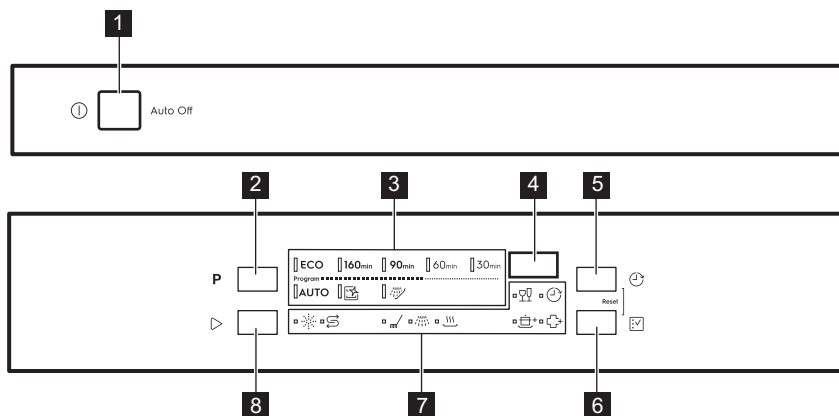 1
Auto Off
2 3 4 5
P
ECO 160min 90min 60min 30min
Program
AUTO
Reset
8 7 6